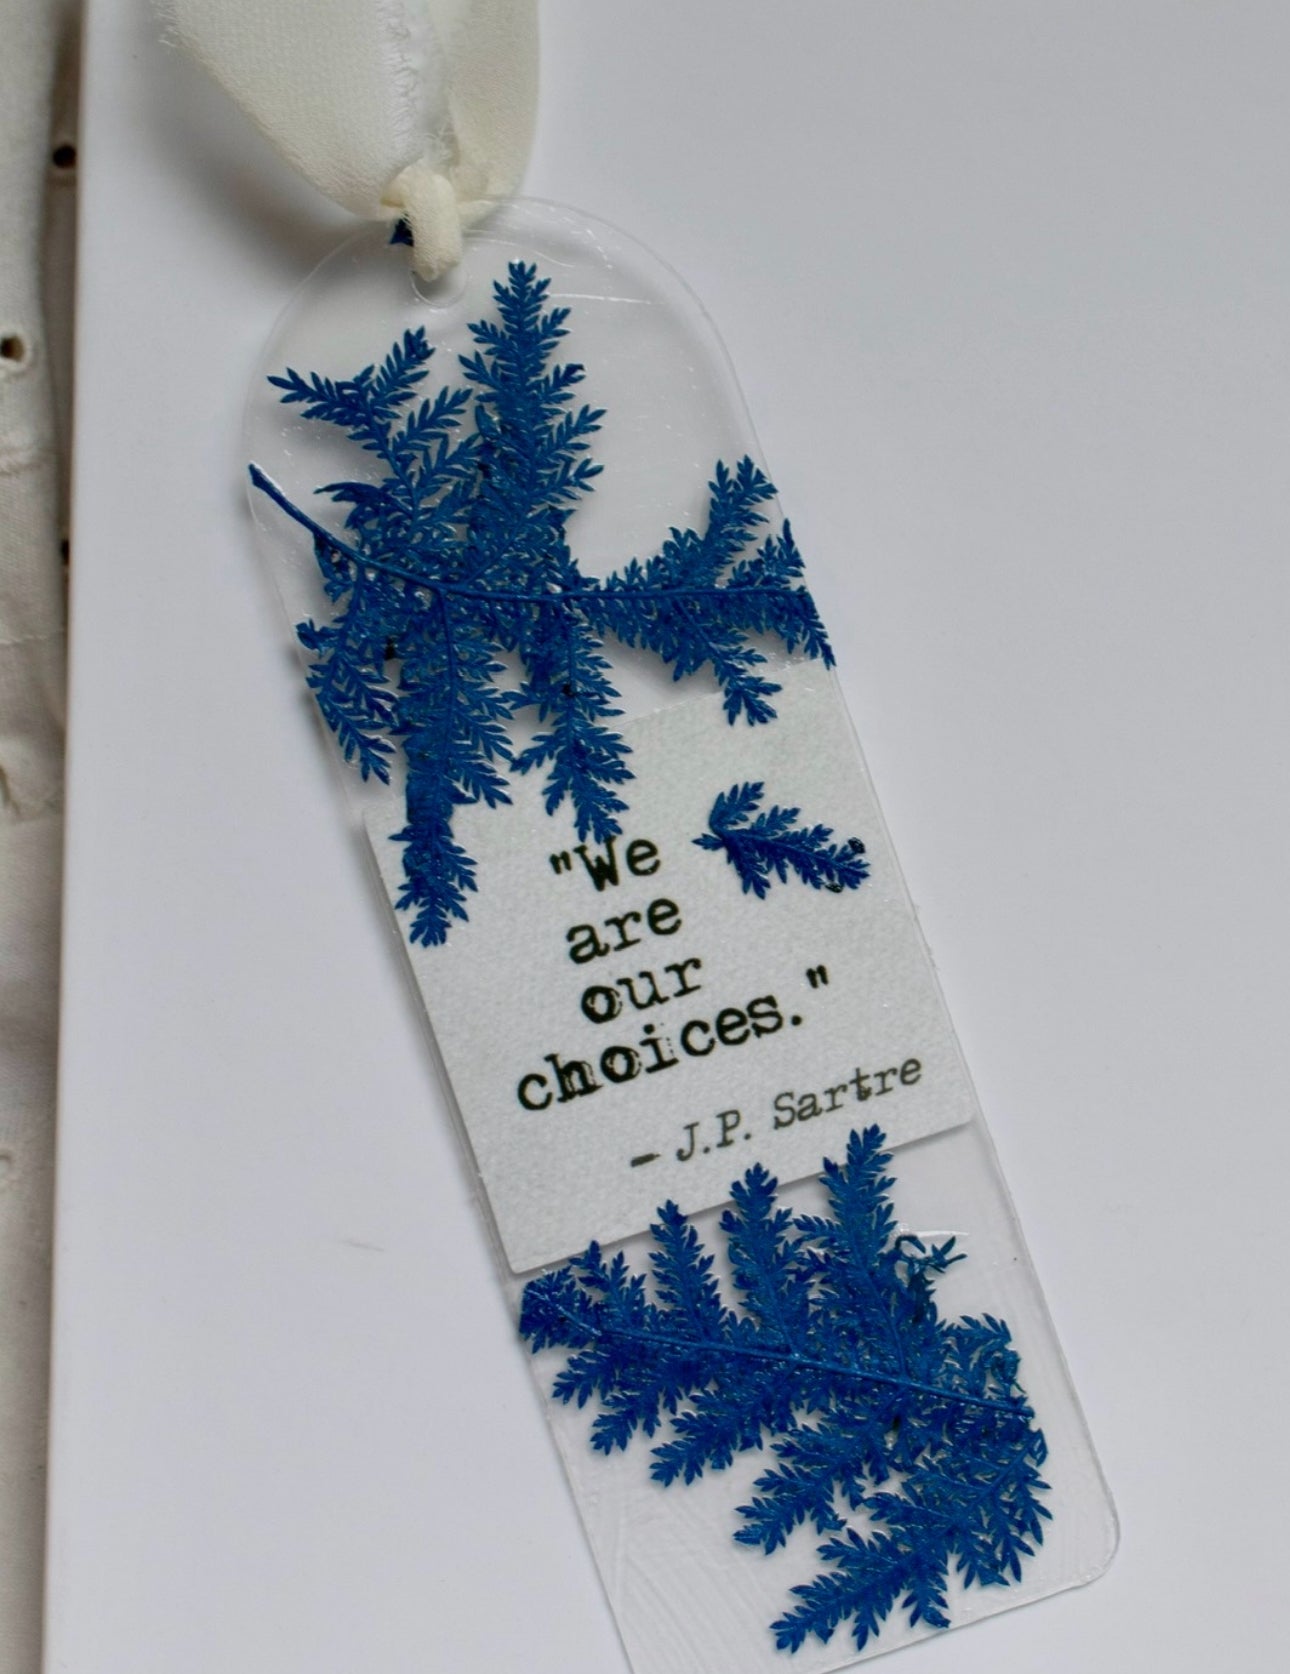 "We
are
our
choices."
- J.P. Sartre